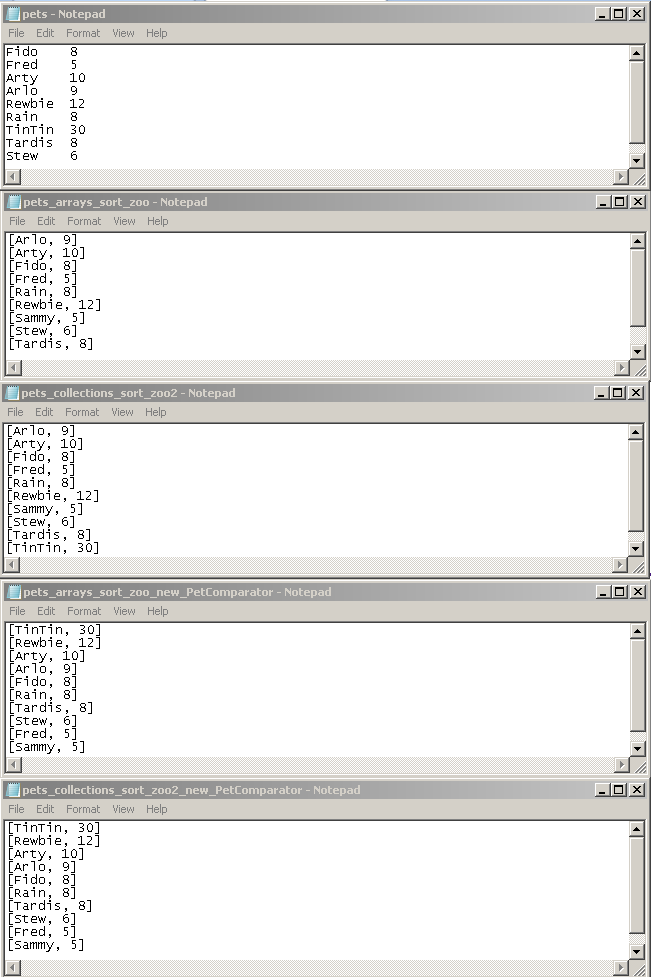 pets - Notepad
File Edit Format View Help
Fido 8
Fred 5
Arty 10
Arlo 9
Rewbie 12
Rain 8
TinTin 30
Tardis 8
Stew 6
pets_arrays_sort_zoo - Notepad
File Edit Format View Help
[Arlo, 9]
[Arty, 10]
[Fido, 8]
[Fred, 5]
[Rain, 8]
[Rewbie, 12]
[Sammy, 5]
[Stew, 6]
[Tardis, 8]
pets_collections_sort_zoo2 - Notepad
File Edit Format View Help
[Arlo, 9]
[Arty, 10]
[Fido, 8]
[Fred, 5]
[Rain, 8]
[Rewbie, 12]
[Sammy, 5]
[Stew, 6]
[Tardis, 8]
[TinTin, 30]
pets_arrays_sort_zoo_new_PetComparator - Notepad
File Edit Format View Help
[TinTin, 30]
[Rewbie, 12]
[Arty, 10]
[Arlo, 9]
[Fido, 8]
[Rain, 8]
[Tardis, 8]
[Stew, 6]
[Fred, 5]
[Sammy, 5]
pets_collections_sort_zoo2_new_PetComparator - Notepad
File Edit Format View Help
[TinTin, 30]
[Rewbie, 12]
[Arty, 10]
[Arlo, 9]
[Fido, 8]
[Rain, 8]
[Tardis, 8]
[Stew, 6]
[Fred, 5]
[Sammy, 5]